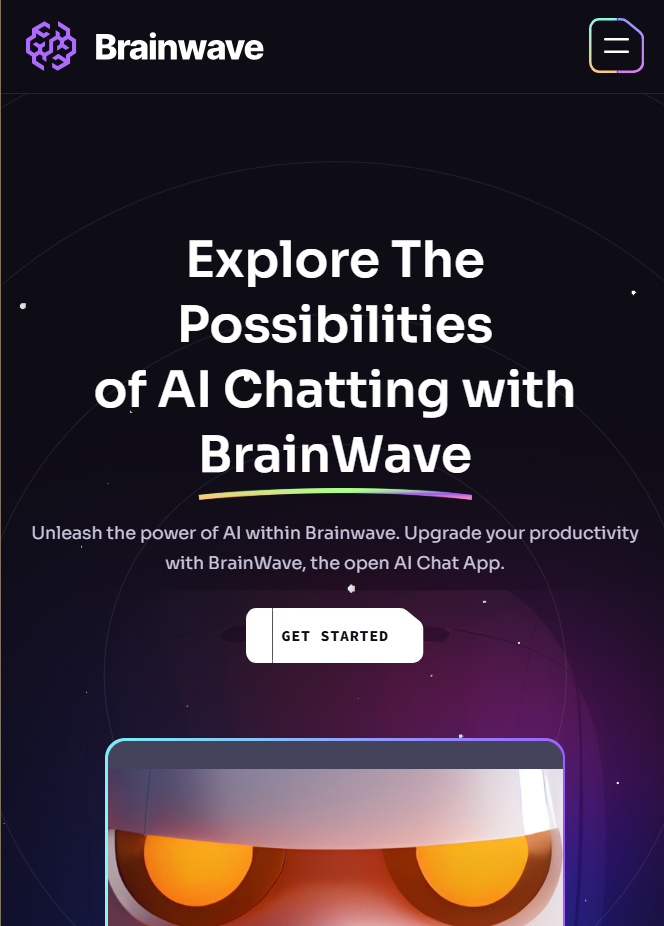 Brainwave
Explore The
Possibilities
of AI Chatting with
BrainWave
Unleash the power of AI within Brainwave. Upgrade your productivity
with BrainWave, the open AI Chat App.
GET STARTED